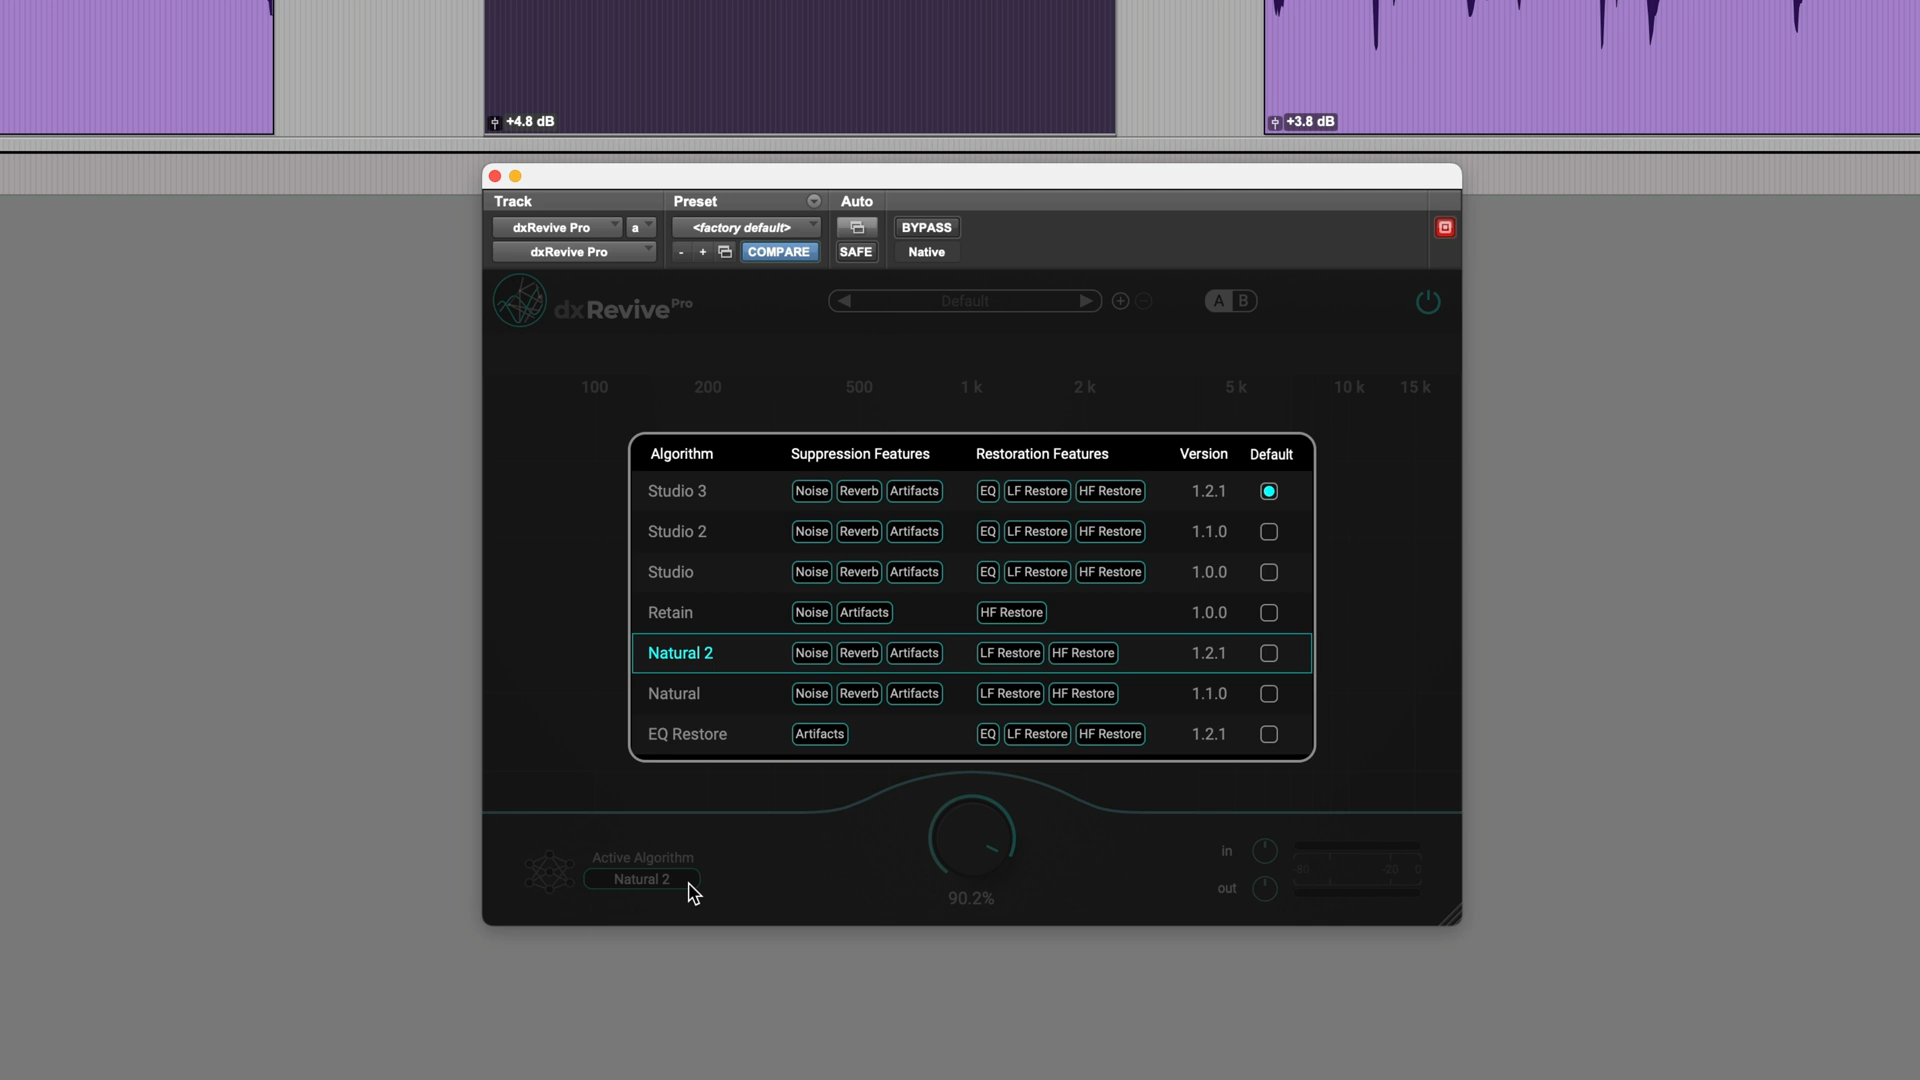 +4.8 dB
+3.8 dB
Track
Preset
Auto
dxRevive Pro
a
<factory default>
BYPASS
dxRevive Pro
- + COMPARE
SAFE
Native
dxRevive Pro
Default
A B
100 200 500 1 k 2 k 5 k 10 k 15 k
Algorithm Suppression Features Restoration Features Version Default
Studio 3 Noise Reverb Artifacts EQ LF Restore HF Restore 1.2.1
Studio 2 Noise Reverb Artifacts EQ LF Restore HF Restore 1.1.0
Studio Noise Reverb Artifacts EQ LF Restore HF Restore 1.0.0
Retain Noise Artifacts HF Restore 1.0.0
Natural 2 Noise Reverb Artifacts LF Restore HF Restore 1.2.1
Natural Noise Reverb Artifacts LF Restore HF Restore 1.1.0
EQ Restore Artifacts EQ LF Restore HF Restore 1.2.1
Active Algorithm
Natural 2
90.2%
in
-80 -20 0
out